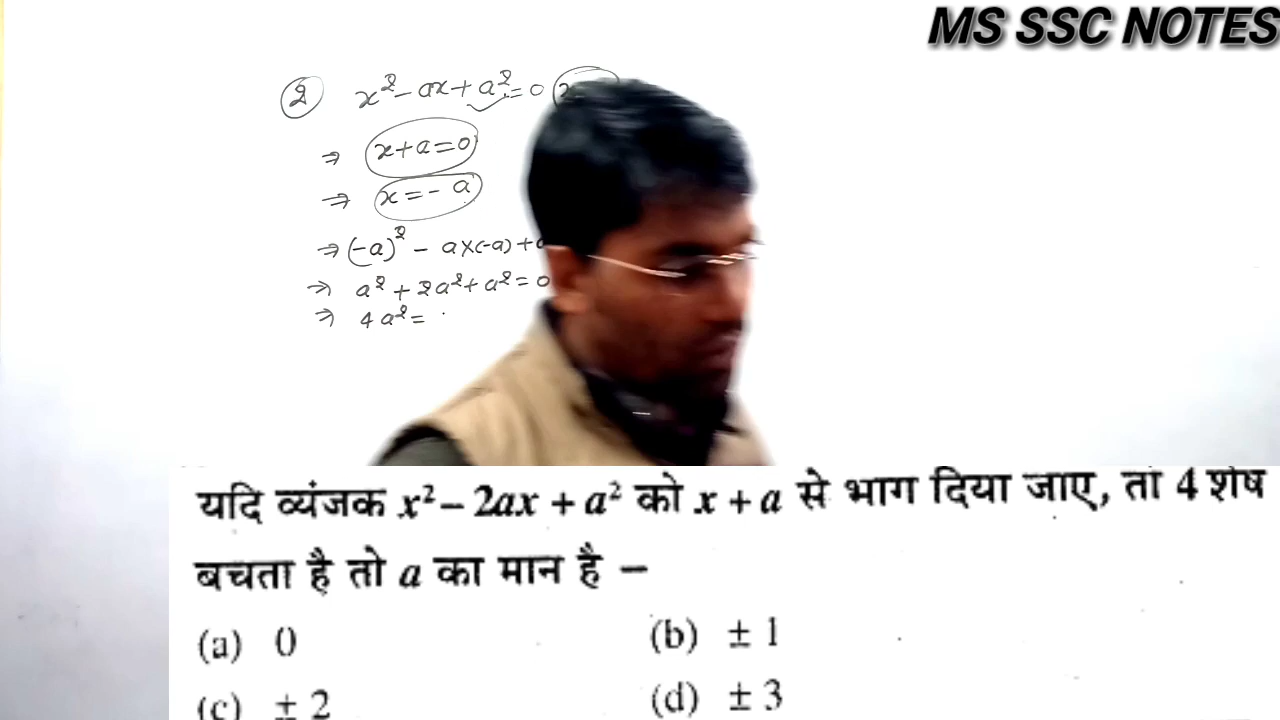 MS SSC NOTES
② x² - ax + a² = 0
⇒ x + a = 0
⇒ x = - a
⇒ (-a)² - a×(-a) +
⇒ a² + 2a² + a² = 0
⇒ 4a² =
यदि व्यंजक x² – 2ax + a² को x + a से भाग दिया जाए, तो 4 शेष
बचता है तो a का मान है –
(a) 0 (b) ± 1
(c) ± 2 (d) ± 3